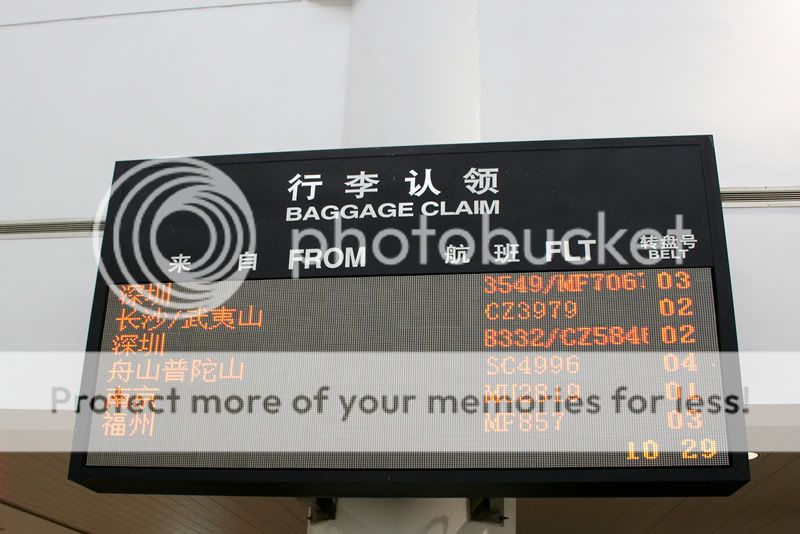 行李认领
BAGGAGE CLAIM
来自 FROM 航班 FLT 转盘号
BELT
深圳 3549/MF706 03
长沙/武夷山 CZ3979 02
深圳 8332/CZ584 02
舟山普陀山 SC4996 04
南京 01
福州 MF857 03
10 29
photobucket
Protect more of your memories for less!